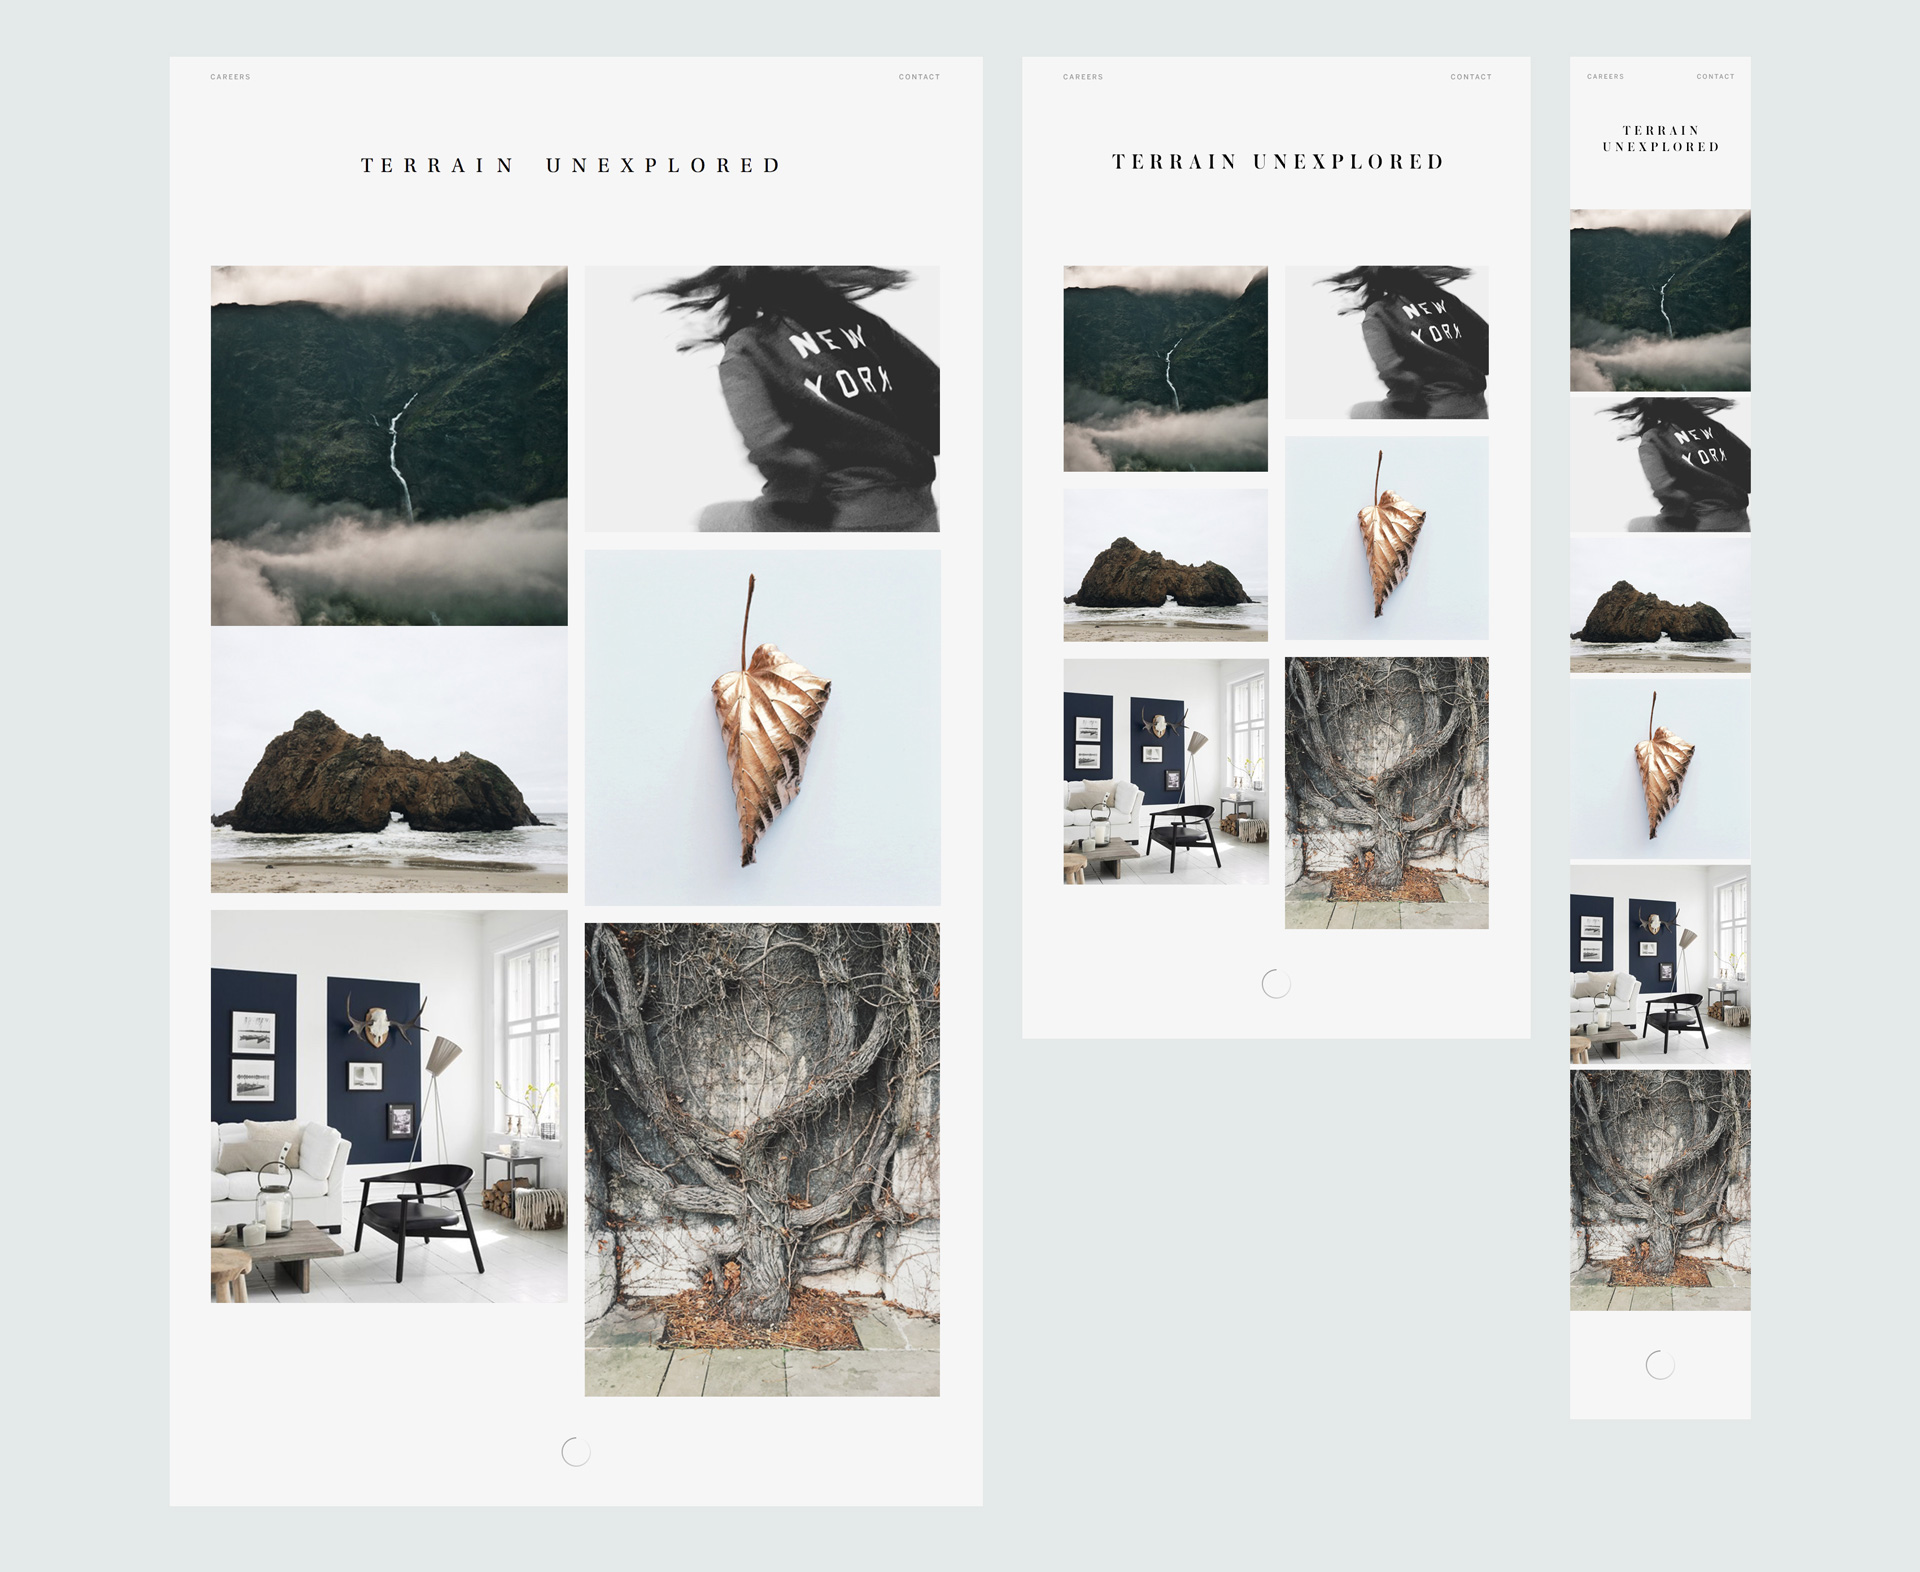 CAREERS
CONTACT
TERRAIN UNEXPLORED
NEW
YORK
CAREERS
CONTACT
TERRAIN UNEXPLORED
NEW
YORK
CAREERS
CONTACT
TERRAIN
UNEXPLORED
NEW
YORK